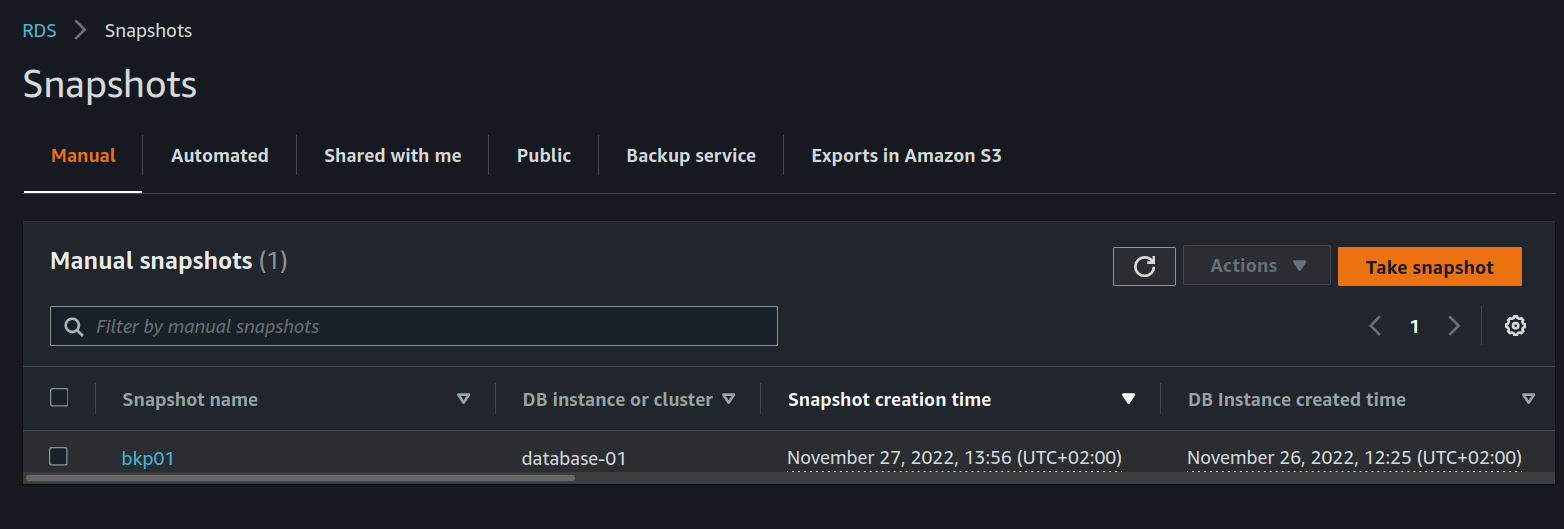 RDS > Snapshots
Snapshots
Manual Automated Shared with me Public Backup service Exports in Amazon S3
Manual snapshots (1) Actions Take snapshot
Filter by manual snapshots 1
Snapshot name DB instance or cluster Snapshot creation time DB Instance created time
bkp01 database-01 November 27, 2022, 13:56 (UTC+02:00) November 26, 2022, 12:25 (UTC+02:00)